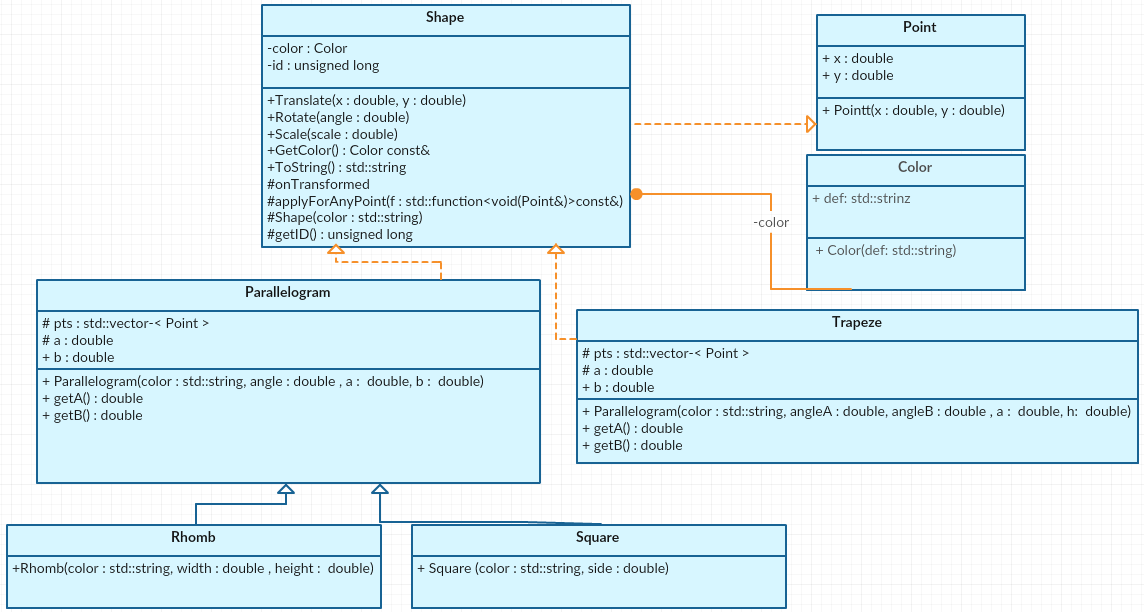 Shape
-color : Color
-id : unsigned long
+Translate(x : double, y : double)
+Rotate(angle : double)
+Scale(scale : double)
+GetColor() : Color const&
+ToString() : std::string
#onTransformed
#applyForAnyPoint(f : std::function<void(Point&)>const&)
#Shape(color : std::string)
#getID() : unsigned long
Point
+ x : double
+ y : double
+ Pointt(x : double, y : double)
Color
+ def: std::strinz
+ Color(def: std::string)
-color
Parallelogram
# pts : std::vector-< Point >
# a : double
+ b : double
+ Parallelogram(color : std::string, angle : double , a : double, b : double)
+ getA() : double
+ getB() : double
Trapeze
# pts : std::vector-< Point >
# a : double
+ b : double
+ Parallelogram(color : std::string, angleA : double, angleB : double , a : double, h: double)
+ getA() : double
+ getB() : double
Rhomb
+Rhomb(color : std::string, width : double , height : double)
Square
+ Square (color : std::string, side : double)